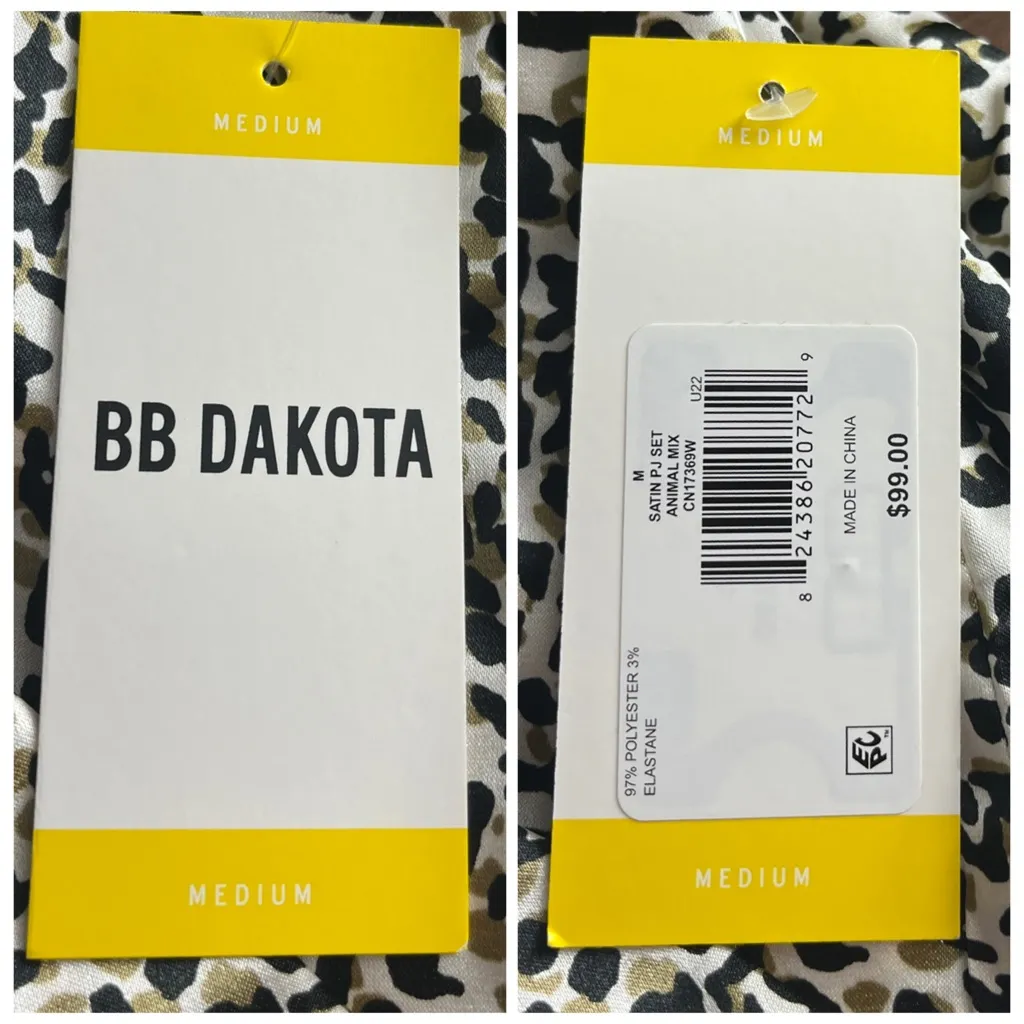 MEDIUM
BB DAKOTA
MEDIUM
MEDIUM
M
SATIN PJ SET
ANIMAL MIX
CN17369W
U22
8 24386 20772 9
MADE IN CHINA
$99.00
97% POLYESTER 3%
ELASTANE
EPC™
MEDIUM